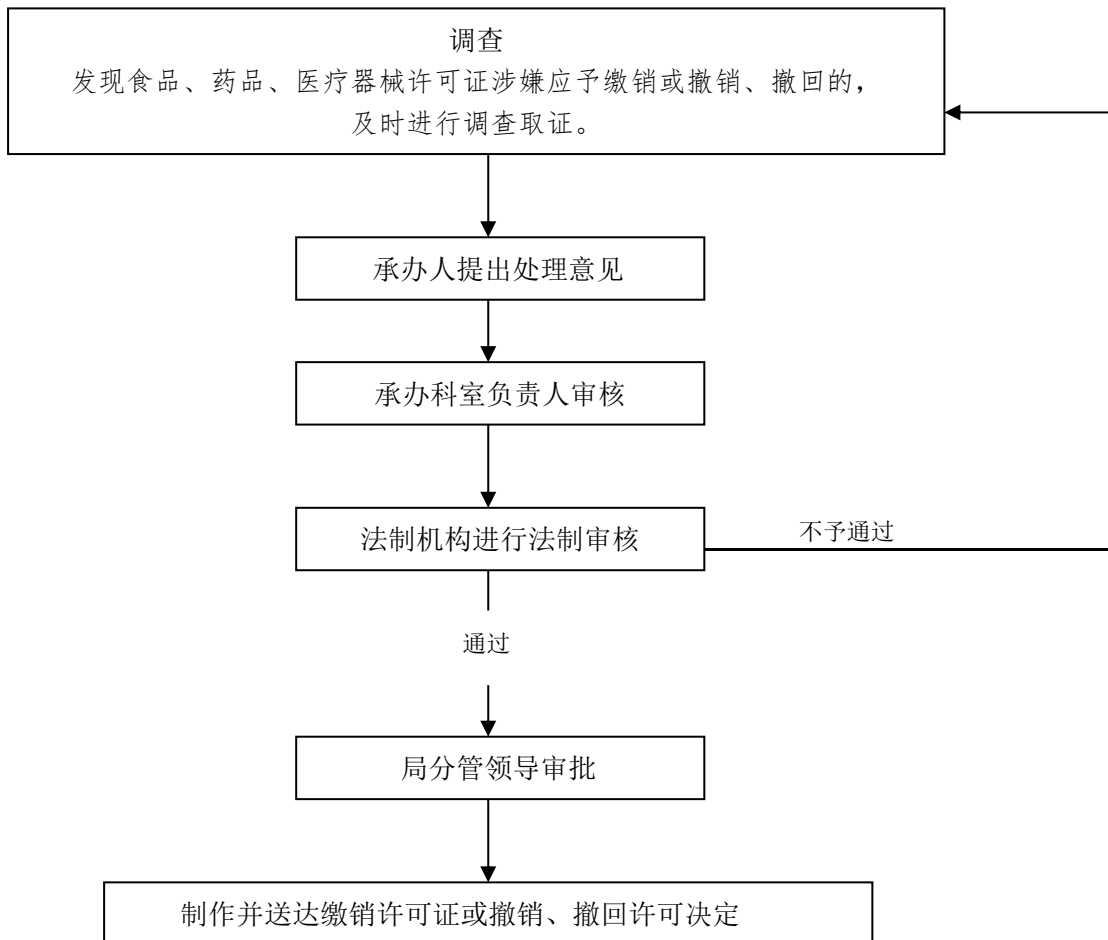 调查
发现食品、药品、医疗器械许可证涉嫌应予缴销或撤销、撤回的，
及时进行调查取证。
承办人提出处理意见
承办科室负责人审核
法制机构进行法制审核
不予通过
通过
局分管领导审批
制作并送达缴销许可证或撤销、撤回许可决定